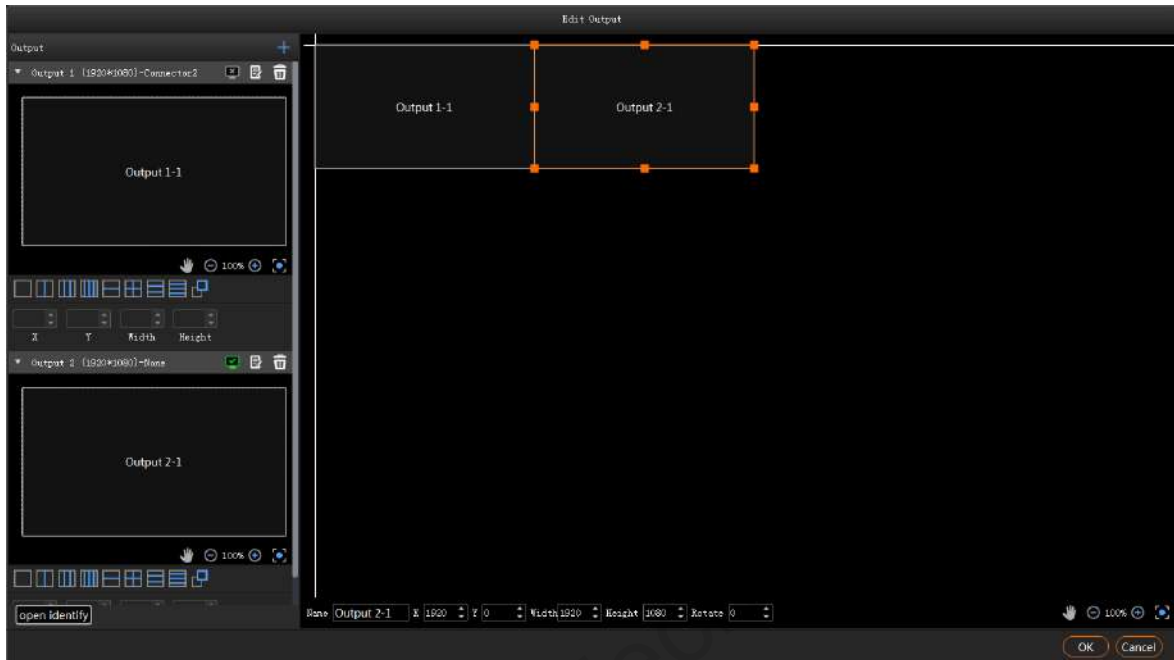 Edit Output
Output
Output 1 (1920*1080)-Connector2
Output 1-1
100%
X Y Width Height
Output 2 (1920*1080)-None
Output 2-1
100%
open identify
Output 1-1
Output 2-1
Name Output 2-1 X 1920 Y 0 Width 1920 Height 1080 Rotate 0
100%
OK Cancel